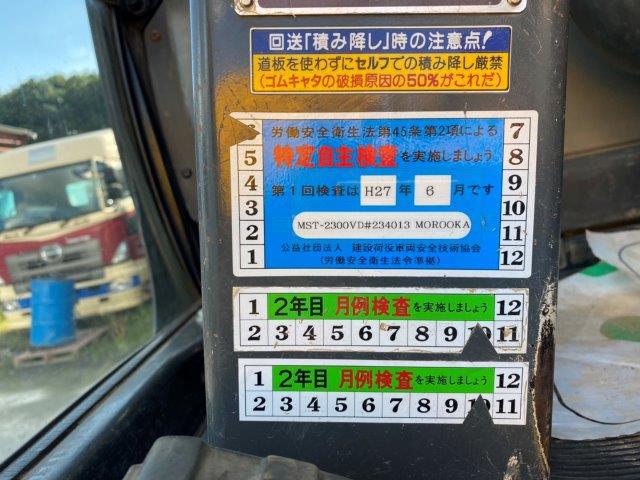 回送「積み降し」時の注意点!
道板を使わずにセルフでの積み降し厳禁
(ゴムキャタの破損原因の50%がこれだ)
労働安全衛生法第45条第2項による
特定自主検査を実施しましょう
第1回検査は H27 年 6 月です
MST-2300VD#234013 MOROOKA
公益社団法人 建設荷役車両安全技術協会
(労働安全衛生法令準拠)
5
4
3
2
1
7
8
9
10
11
12
1 2年目 月例検査を実施しましょう 12
2 3 4 5 6 7 8 9 11
1 2年目 月例検査を実施しましょう 12
2 3 4 5 6 7 8 9 11